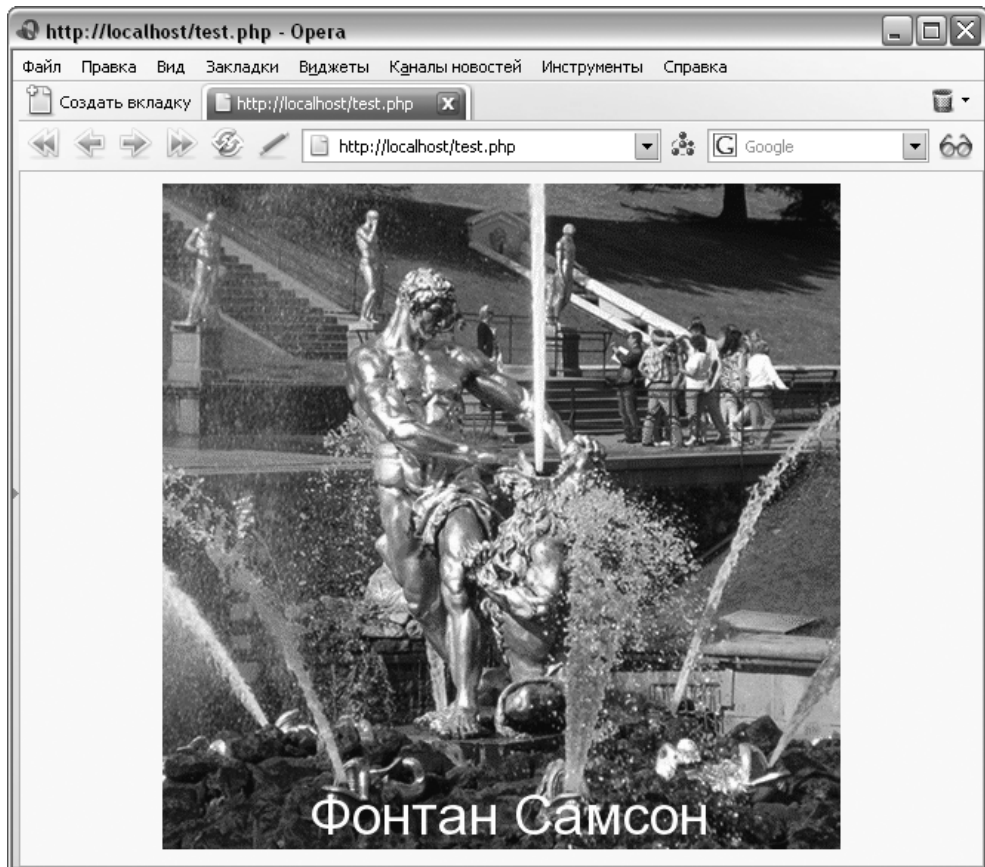 http://localhost/test.php - Opera
Файл Правка Вид Закладки Виджеты Каналы новостей Инструменты Справка
Создать вкладку http://localhost/test.php
http://localhost/test.php G Google
Фонтан Самсон